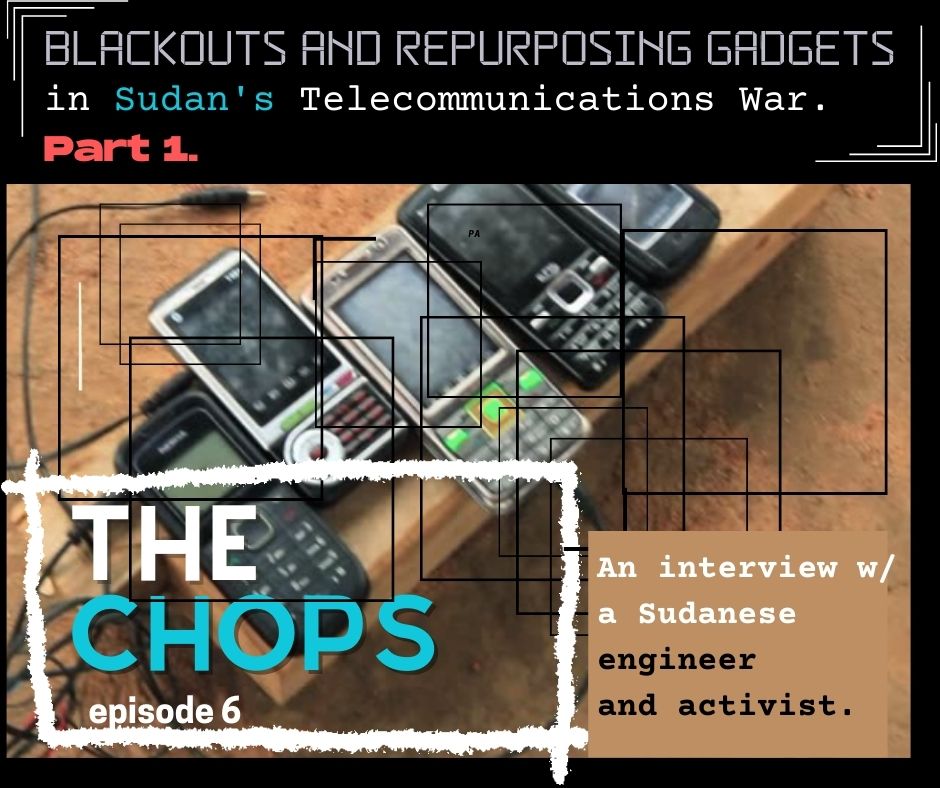 BLACKOUTS AND REPURPOSING GADGETS
in Sudan's Telecommunications War.
Part 1.
PA
THE
CHOPS
episode 6
An interview w/
a Sudanese
engineer
and activist.